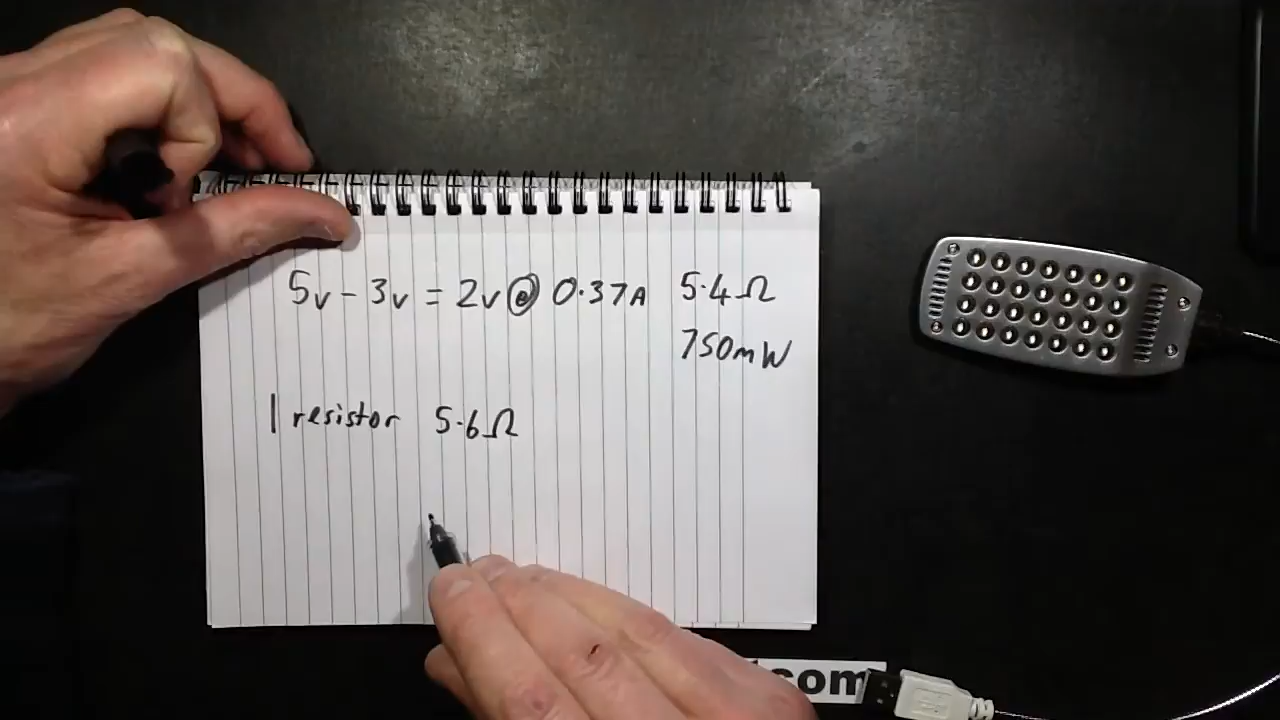 5v - 3v = 2v @ 0.37A 5.4Ω
750mW
1 resistor 5.6Ω
com